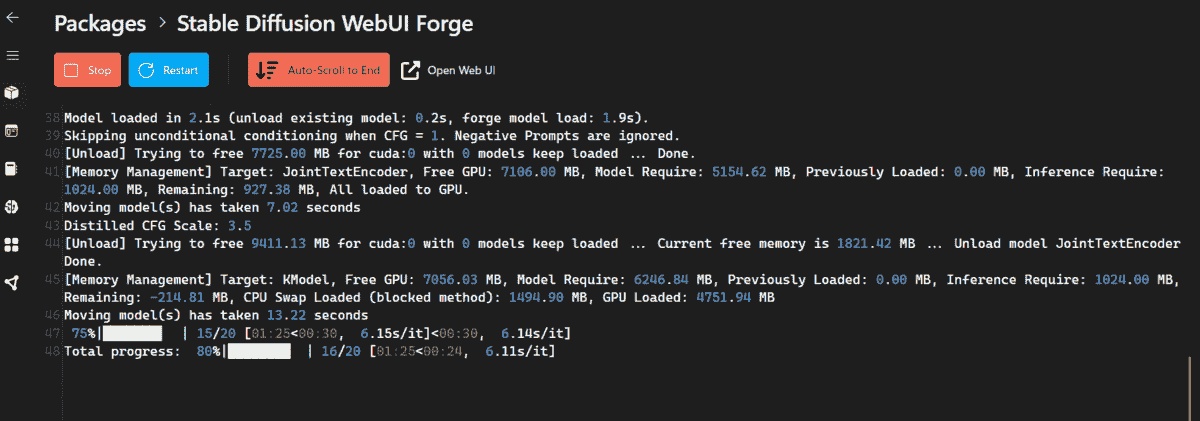 Packages > Stable Diffusion WebUI Forge
Stop Restart Auto-Scroll to End Open Web UI
38 Model loaded in 2.1s (unload existing model: 0.2s, forge model load: 1.9s).
39 Skipping unconditional conditioning when CFG = 1. Negative Prompts are ignored.
40 [Unload] Trying to free 7725.00 MB for cuda:0 with 0 models keep loaded ... Done.
41 [Memory Management] Target: JointTextEncoder, Free GPU: 7106.00 MB, Model Require: 5154.62 MB, Previously Loaded: 0.00 MB, Inference Require:
1024.00 MB, Remaining: 927.38 MB, All loaded to GPU.
42 Moving model(s) has taken 7.02 seconds
43 Distilled CFG Scale: 3.5
44 [Unload] Trying to free 9411.13 MB for cuda:0 with 0 models keep loaded ... Current free memory is 1821.42 MB ... Unload model JointTextEncoder
Done.
45 [Memory Management] Target: KModel, Free GPU: 7056.03 MB, Model Require: 6246.84 MB, Previously Loaded: 0.00 MB, Inference Require: 1024.00 MB,
Remaining: -214.81 MB, CPU Swap Loaded (blocked method): 1494.90 MB, GPU Loaded: 4751.94 MB
46 Moving model(s) has taken 13.22 seconds
47 75%| | 15/20 [01:25<00:30, 6.15s/it]<00:30, 6.14s/it]
48 Total progress: 80%| | 16/20 [01:25<00:24, 6.11s/it]